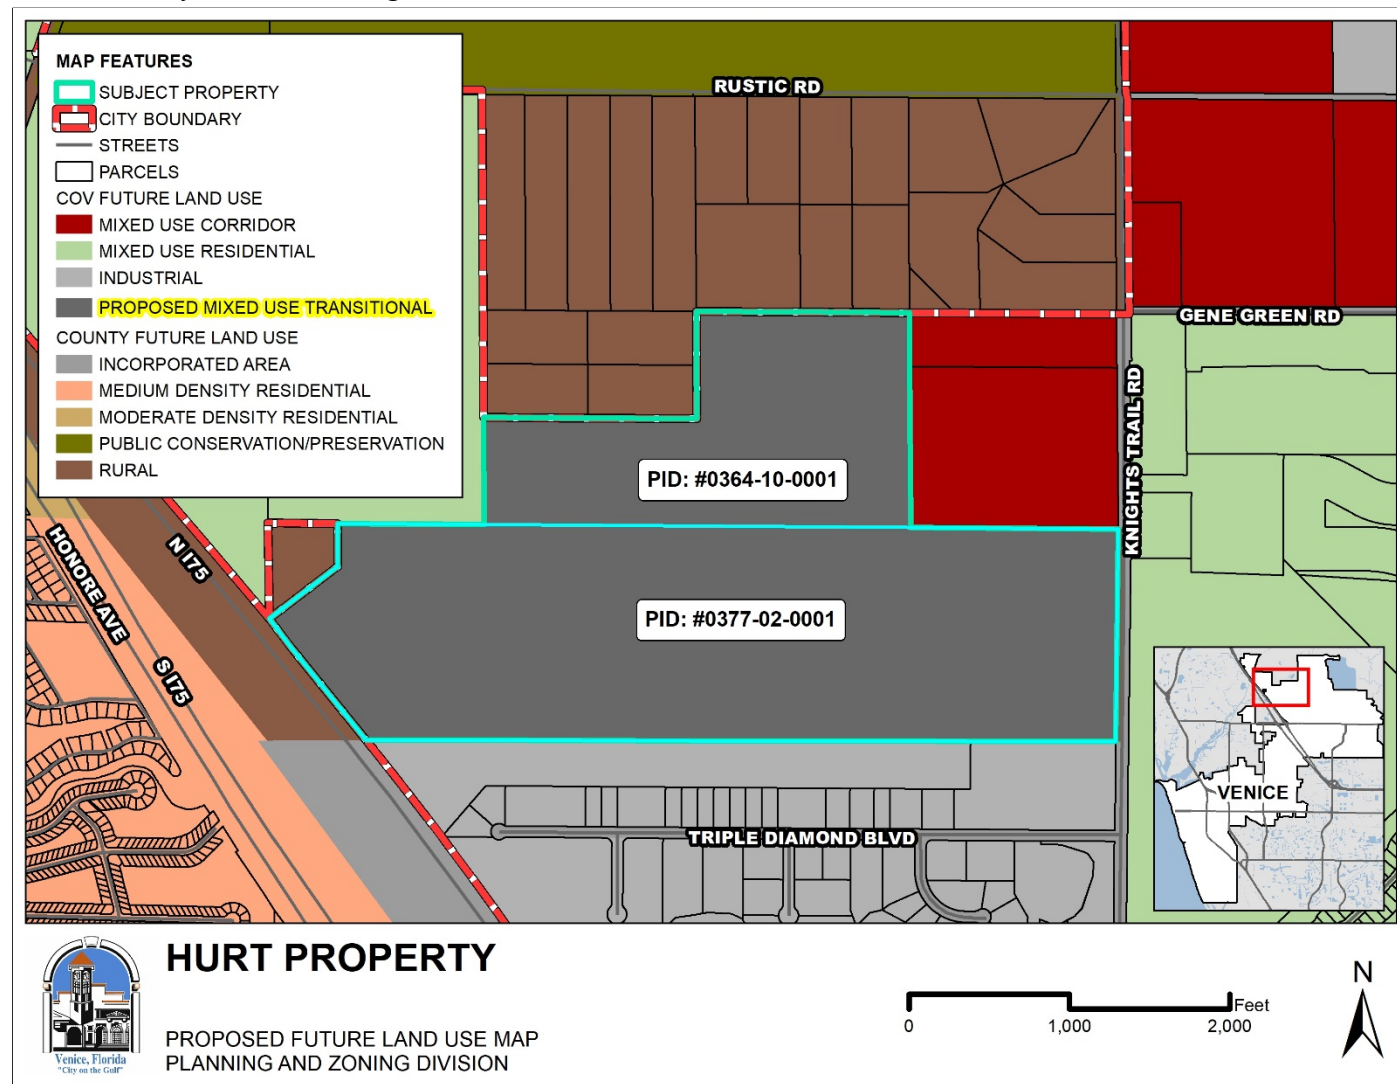 MAP FEATURES
SUBJECT PROPERTY
CITY BOUNDARY
STREETS
PARCELS
COV FUTURE LAND USE
MIXED USE CORRIDOR
MIXED USE RESIDENTIAL
INDUSTRIAL
PROPOSED MIXED USE TRANSITIONAL
COUNTY FUTURE LAND USE
INCORPORATED AREA
MEDIUM DENSITY RESIDENTIAL
MODERATE DENSITY RESIDENTIAL
PUBLIC CONSERVATION/PRESERVATION
RURAL
RUSTIC RD
GENE GREEN RD
KNIGHTS TRAIL RD
PID: #0364-10-0001
HONORE AVE
N I75
S I75
PID: #0377-02-0001
TRIPLE DIAMOND BLVD
VENICE
HURT PROPERTY
PROPOSED FUTURE LAND USE MAP
PLANNING AND ZONING DIVISION
Venice, Florida
"City on the Gulf"
0
1,000
2,000
Feet
N